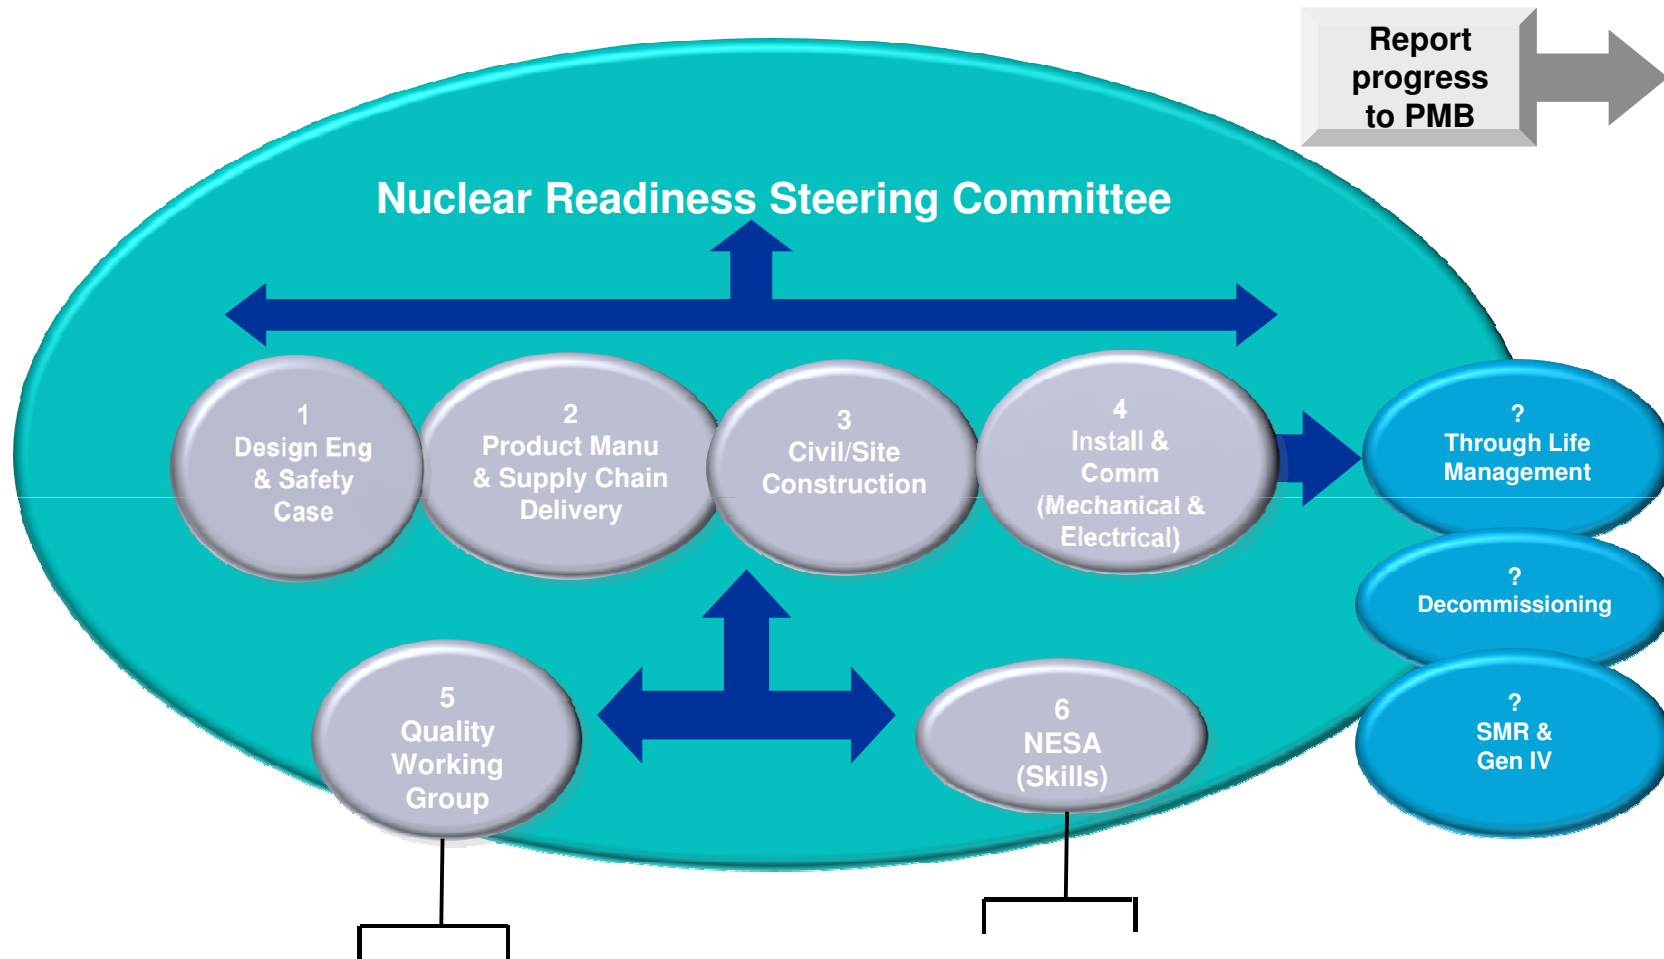 Report
progress
to PMB
Nuclear Readiness Steering Committee
1
Design Eng
& Safety
Case
2
Product Manu
& Supply Chain
Delivery
3
Civil/Site
Construction
4
Install &
Comm
(Mechanical &
Electrical)
?
Through Life
Management
?
Decommissioning
?
SMR &
Gen IV
5
Quality
Working
Group
6
NESA
(Skills)